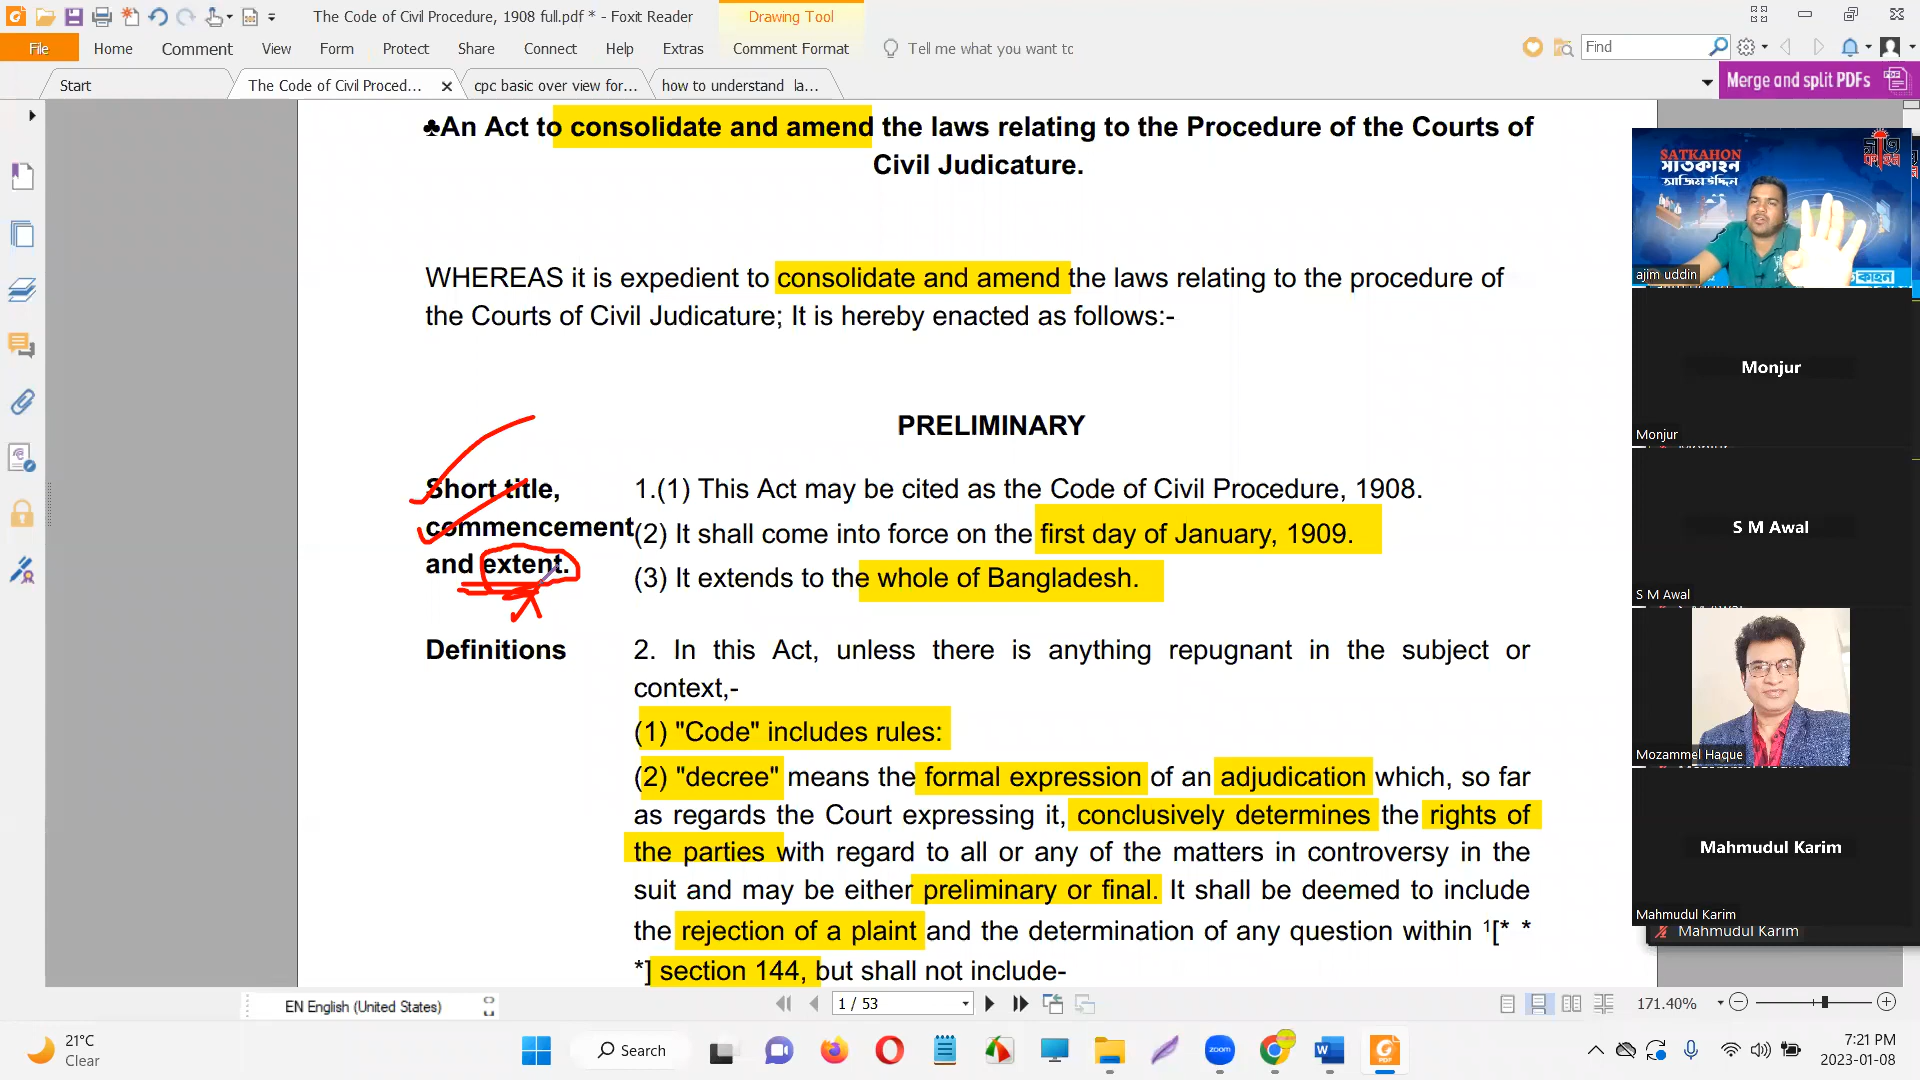 The Code of Civil Procedure, 1908 full.pdf * - Foxit Reader
Drawing Tool
File
Home
Comment
View
Form
Protect
Share
Connect
Help
Extras
Comment Format
Tell me what you want to
Find
Start
The Code of Civil Proced...
cpc basic over view for...
how to understand la...
Merge and split PDFs
♣An Act to consolidate and amend the laws relating to the Procedure of the Courts of
Civil Judicature.
WHEREAS it is expedient to consolidate and amend the laws relating to the procedure of
the Courts of Civil Judicature; It is hereby enacted as follows:-
PRELIMINARY
Short title,
commencement
and extent.
1.(1) This Act may be cited as the Code of Civil Procedure, 1908.
(2) It shall come into force on the first day of January, 1909.
(3) It extends to the whole of Bangladesh.
Definitions
2. In this Act, unless there is anything repugnant in the subject or
context,-
(1) "Code" includes rules:
(2) "decree" means the formal expression of an adjudication which, so far
as regards the Court expressing it, conclusively determines the rights of
the parties with regard to all or any of the matters in controversy in the
suit and may be either preliminary or final. It shall be deemed to include
the rejection of a plaint and the determination of any question within ¹[* *
*] section 144, but shall not include-
SATKAHON
সাতকাহন
আজিম উদ্দিন
ajim uddin
Monjur
Monjur
S M Awal
S M Awal
Mozammel Haque
Mahmudul Karim
Mahmudul Karim
Mahmudul Karim
EN English (United States)
1 / 53
171.40%
21°C
Clear
Search
zoom
7:21 PM
2023-01-08